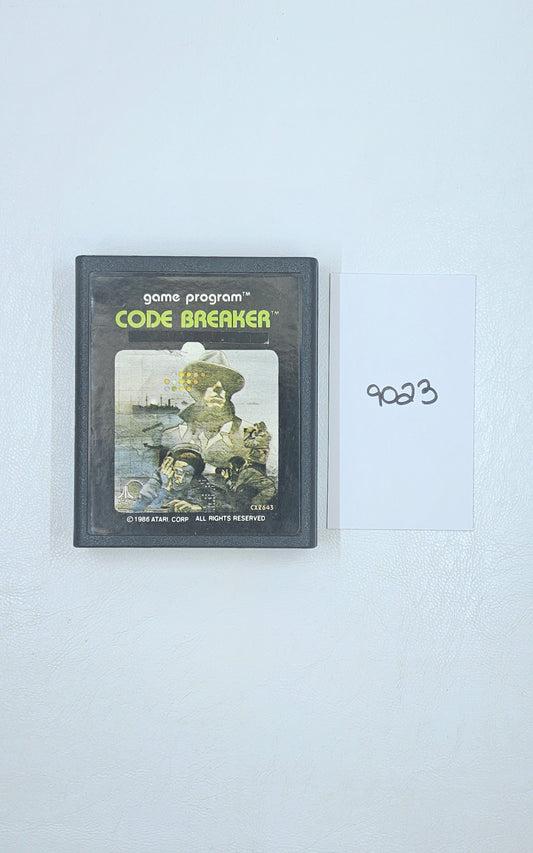 game program™
CODE BREAKER™
CX2643
© 1986 ATARI, CORP ALL RIGHTS RESERVED
9023